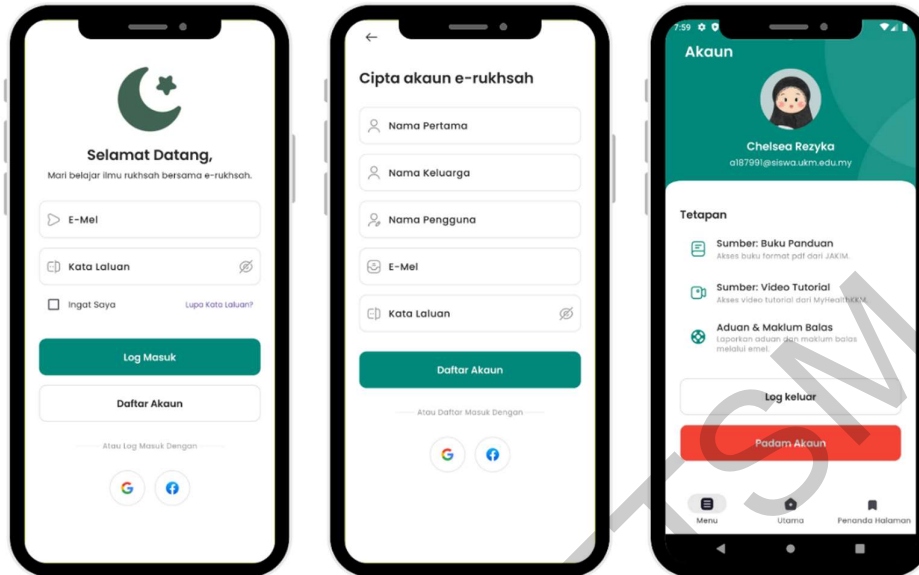 Selamat Datang,
Mari belajar ilmu rukhsah bersama e-rukhsah.
E-Mel
Kata Laluan
Ingat Saya
Lupa Kata Laluan?
Log Masuk
Daftar Akaun
Atau Log Masuk Dengan
G
Cipta akaun e-rukhsah
Nama Pertama
Nama Keluarga
Nama Pengguna
E-Mel
Kata Laluan
Daftar Akaun
Atau Daftar Masuk Dengan
G
7:59
Akaun
Chelsea Rezyka
a187991@siswa.ukm.edu.my
Tetapan
Sumber: Buku Panduan
Akses buku format pdf dari JAKIM.
Sumber: Video Tutorial
Akses video tutorial dari MyHealthKKM.
Aduan & Maklum Balas
Laporkan aduan dan maklum balas
melalui emel.
Log keluar
Padam Akaun
Menu
Utama
Penanda Halaman